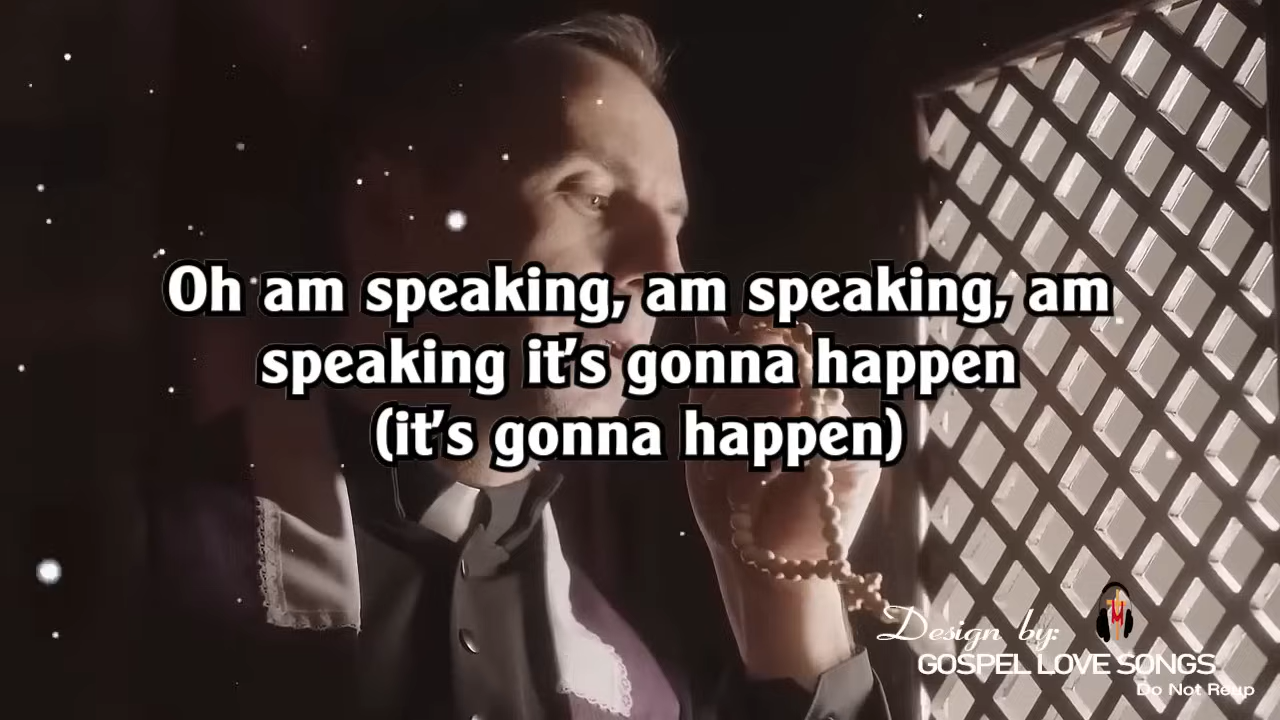 Oh am speaking, am speaking, am
speaking it's gonna happen
(it's gonna happen)
Design by:
GOSPEL LOVE SONGS
Do Not Reup